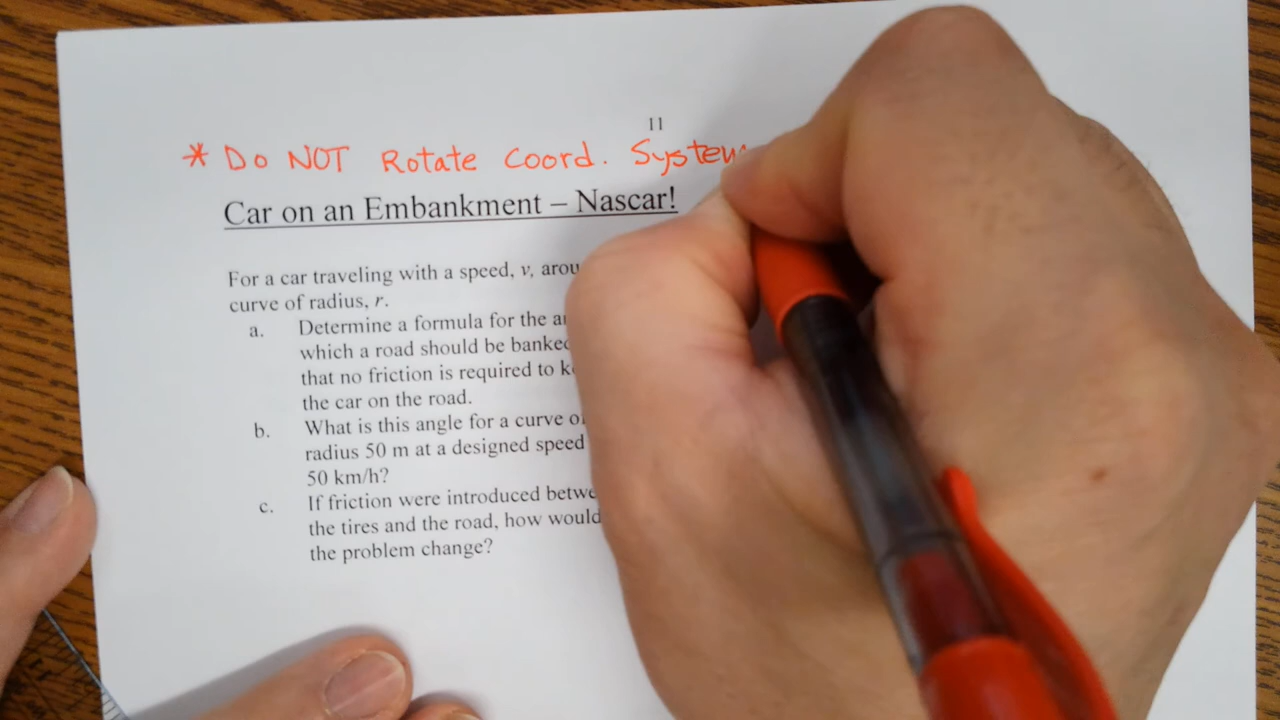 11
* Do NOT Rotate Coord. System
Car on an Embankment – Nascar!
For a car traveling with a speed, v,
curve of radius, r.
a. Determine a formula for the
which a road should be banked
that no friction is required to
the car on the road.
b. What is this angle for a curve
radius 50 m at a designed speed
50 km/h?
c. If friction were introduced
the tires and the road, how would
the problem change?